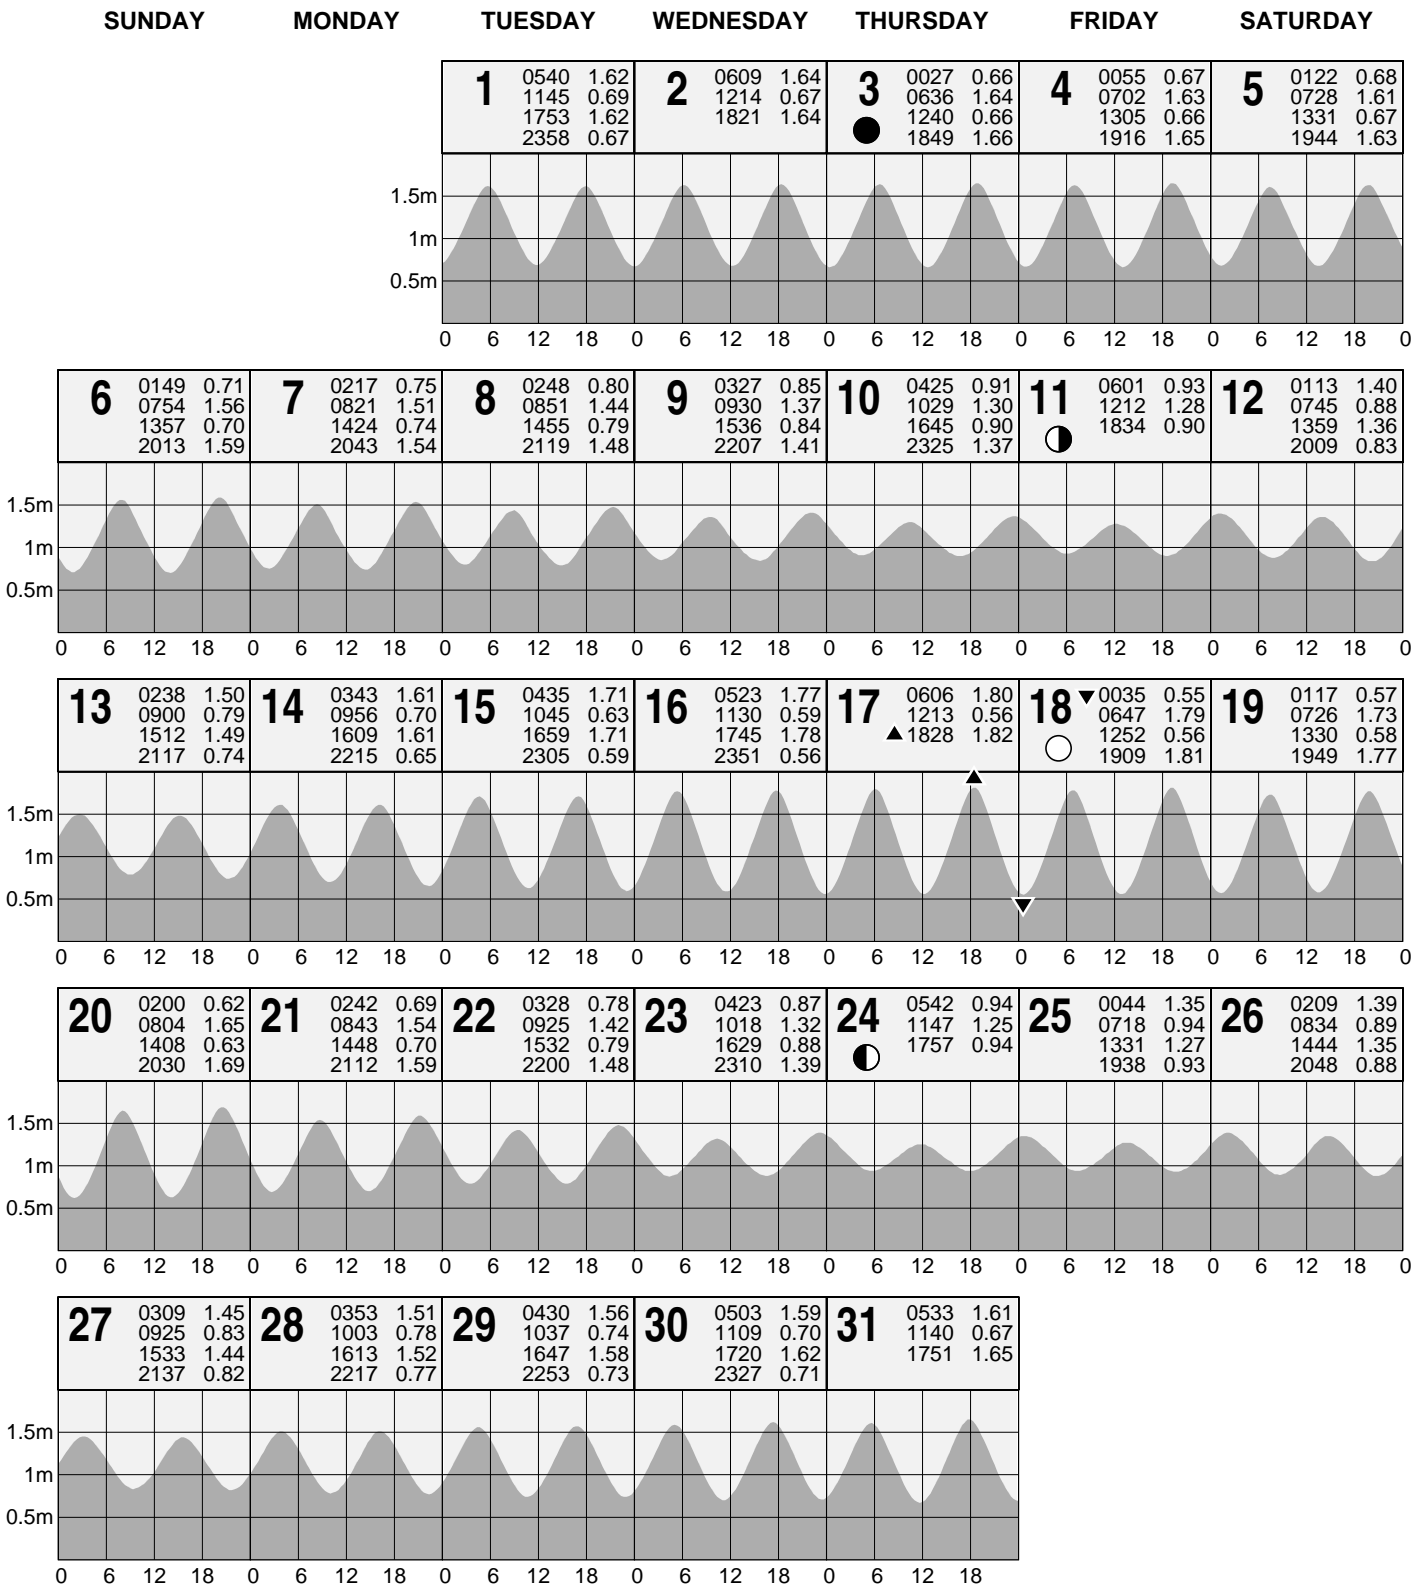 SUNDAY MONDAY TUESDAY WEDNESDAY THURSDAY FRIDAY SATURDAY
1 0540 1.62
1145 0.69
1753 1.62
2358 0.67
2 0609 1.64
1214 0.67
1821 1.64
3 0027 0.66
0636 1.64
1240 0.66
1849 1.66
4 0055 0.67
0702 1.63
1305 0.66
1916 1.65
5 0122 0.68
0728 1.61
1331 0.67
1944 1.63
1.5m
1m
0.5m
0 6 12 18 0 6 12 18 0 6 12 18 0 6 12 18 0 6 12 18 0
6 0149 0.71
0754 1.56
1357 0.70
2013 1.59
7 0217 0.75
0821 1.51
1424 0.74
2043 1.54
8 0248 0.80
0851 1.44
1455 0.79
2119 1.48
9 0327 0.85
0930 1.37
1536 0.84
2207 1.41
10 0425 0.91
1029 1.30
1645 0.90
2325 1.37
11 0601 0.93
1212 1.28
1834 0.90
12 0113 1.40
0745 0.88
1359 1.36
2009 0.83
1.5m
1m
0.5m
0 6 12 18 0 6 12 18 0 6 12 18 0 6 12 18 0 6 12 18 0 6 12 18 0 6 12 18 0
13 0238 1.50
0900 0.79
1512 1.49
2117 0.74
14 0343 1.61
0956 0.70
1609 1.61
2215 0.65
15 0435 1.71
1045 0.63
1659 1.71
2305 0.59
16 0523 1.77
1130 0.59
1745 1.78
2351 0.56
17 0606 1.80
1213 0.56
▲1828 1.82
18 ▼0035 0.55
0647 1.79
1252 0.56
1909 1.81
19 0117 0.57
0726 1.73
1330 0.58
1949 1.77
1.5m
1m
0.5m
0 6 12 18 0 6 12 18 0 6 12 18 0 6 12 18 0 6 12 18 0 6 12 18 0 6 12 18 0
20 0200 0.62
0804 1.65
1408 0.63
2030 1.69
21 0242 0.69
0843 1.54
1448 0.70
2112 1.59
22 0328 0.78
0925 1.42
1532 0.79
2200 1.48
23 0423 0.87
1018 1.32
1629 0.88
2310 1.39
24 0542 0.94
1147 1.25
1757 0.94
25 0044 1.35
0718 0.94
1331 1.27
1938 0.93
26 0209 1.39
0834 0.89
1444 1.35
2048 0.88
1.5m
1m
0.5m
0 6 12 18 0 6 12 18 0 6 12 18 0 6 12 18 0 6 12 18 0 6 12 18 0 6 12 18 0
27 0309 1.45
0925 0.83
1533 1.44
2137 0.82
28 0353 1.51
1003 0.78
1613 1.52
2217 0.77
29 0430 1.56
1037 0.74
1647 1.58
2253 0.73
30 0503 1.59
1109 0.70
1720 1.62
2327 0.71
31 0533 1.61
1140 0.67
1751 1.65
1.5m
1m
0.5m
0 6 12 18 0 6 12 18 0 6 12 18 0 6 12 18 0 6 12 18